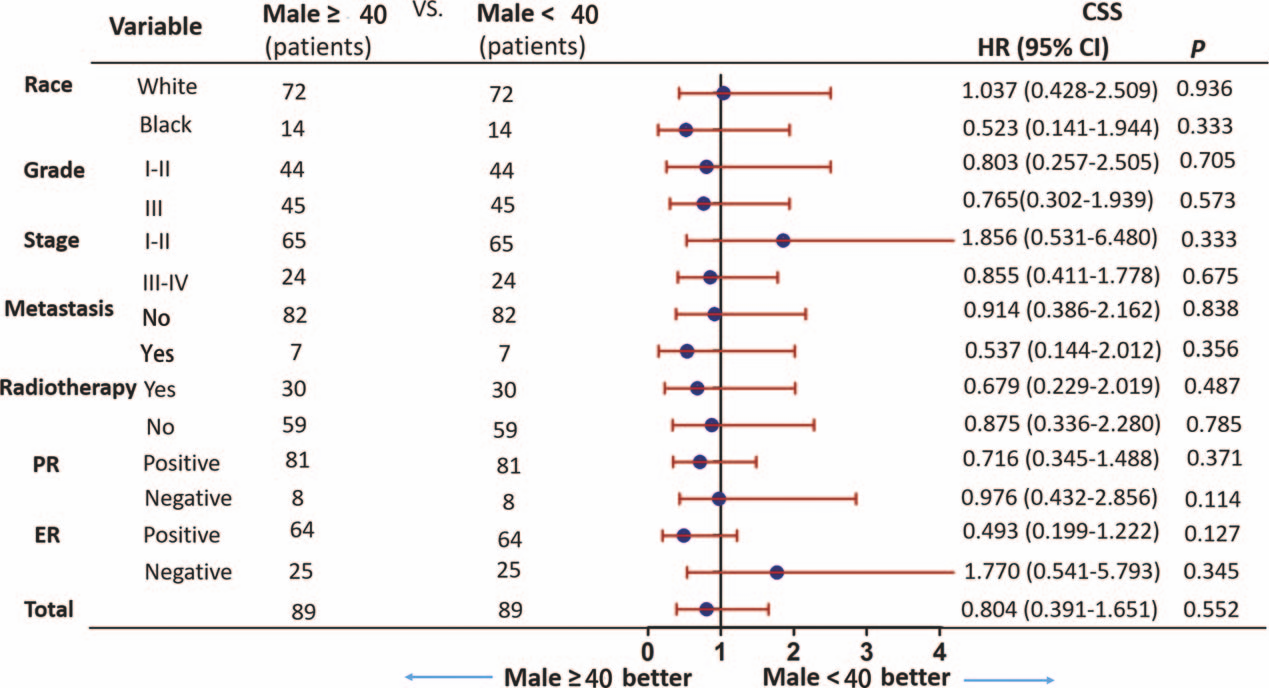 Variable Male ≥ 40 (patients) VS. Male < 40 (patients) CSS HR (95% CI) P
Race White 72 72 1.037 (0.428-2.509) 0.936
Black 14 14 0.523 (0.141-1.944) 0.333
Grade I-II 44 44 0.803 (0.257-2.505) 0.705
III 45 45 0.765(0.302-1.939) 0.573
Stage I-II 65 65 1.856 (0.531-6.480) 0.333
III-IV 24 24 0.855 (0.411-1.778) 0.675
Metastasis No 82 82 0.914 (0.386-2.162) 0.838
Yes 7 7 0.537 (0.144-2.012) 0.356
Radiotherapy Yes 30 30 0.679 (0.229-2.019) 0.487
No 59 59 0.875 (0.336-2.280) 0.785
PR Positive 81 81 0.716 (0.345-1.488) 0.371
Negative 8 8 0.976 (0.432-2.856) 0.114
ER Positive 64 64 0.493 (0.199-1.222) 0.127
Negative 25 25 1.770 (0.541-5.793) 0.345
Total 89 89 0.804 (0.391-1.651) 0.552
0 1 2 3 4
Male ≥40 better Male <40 better